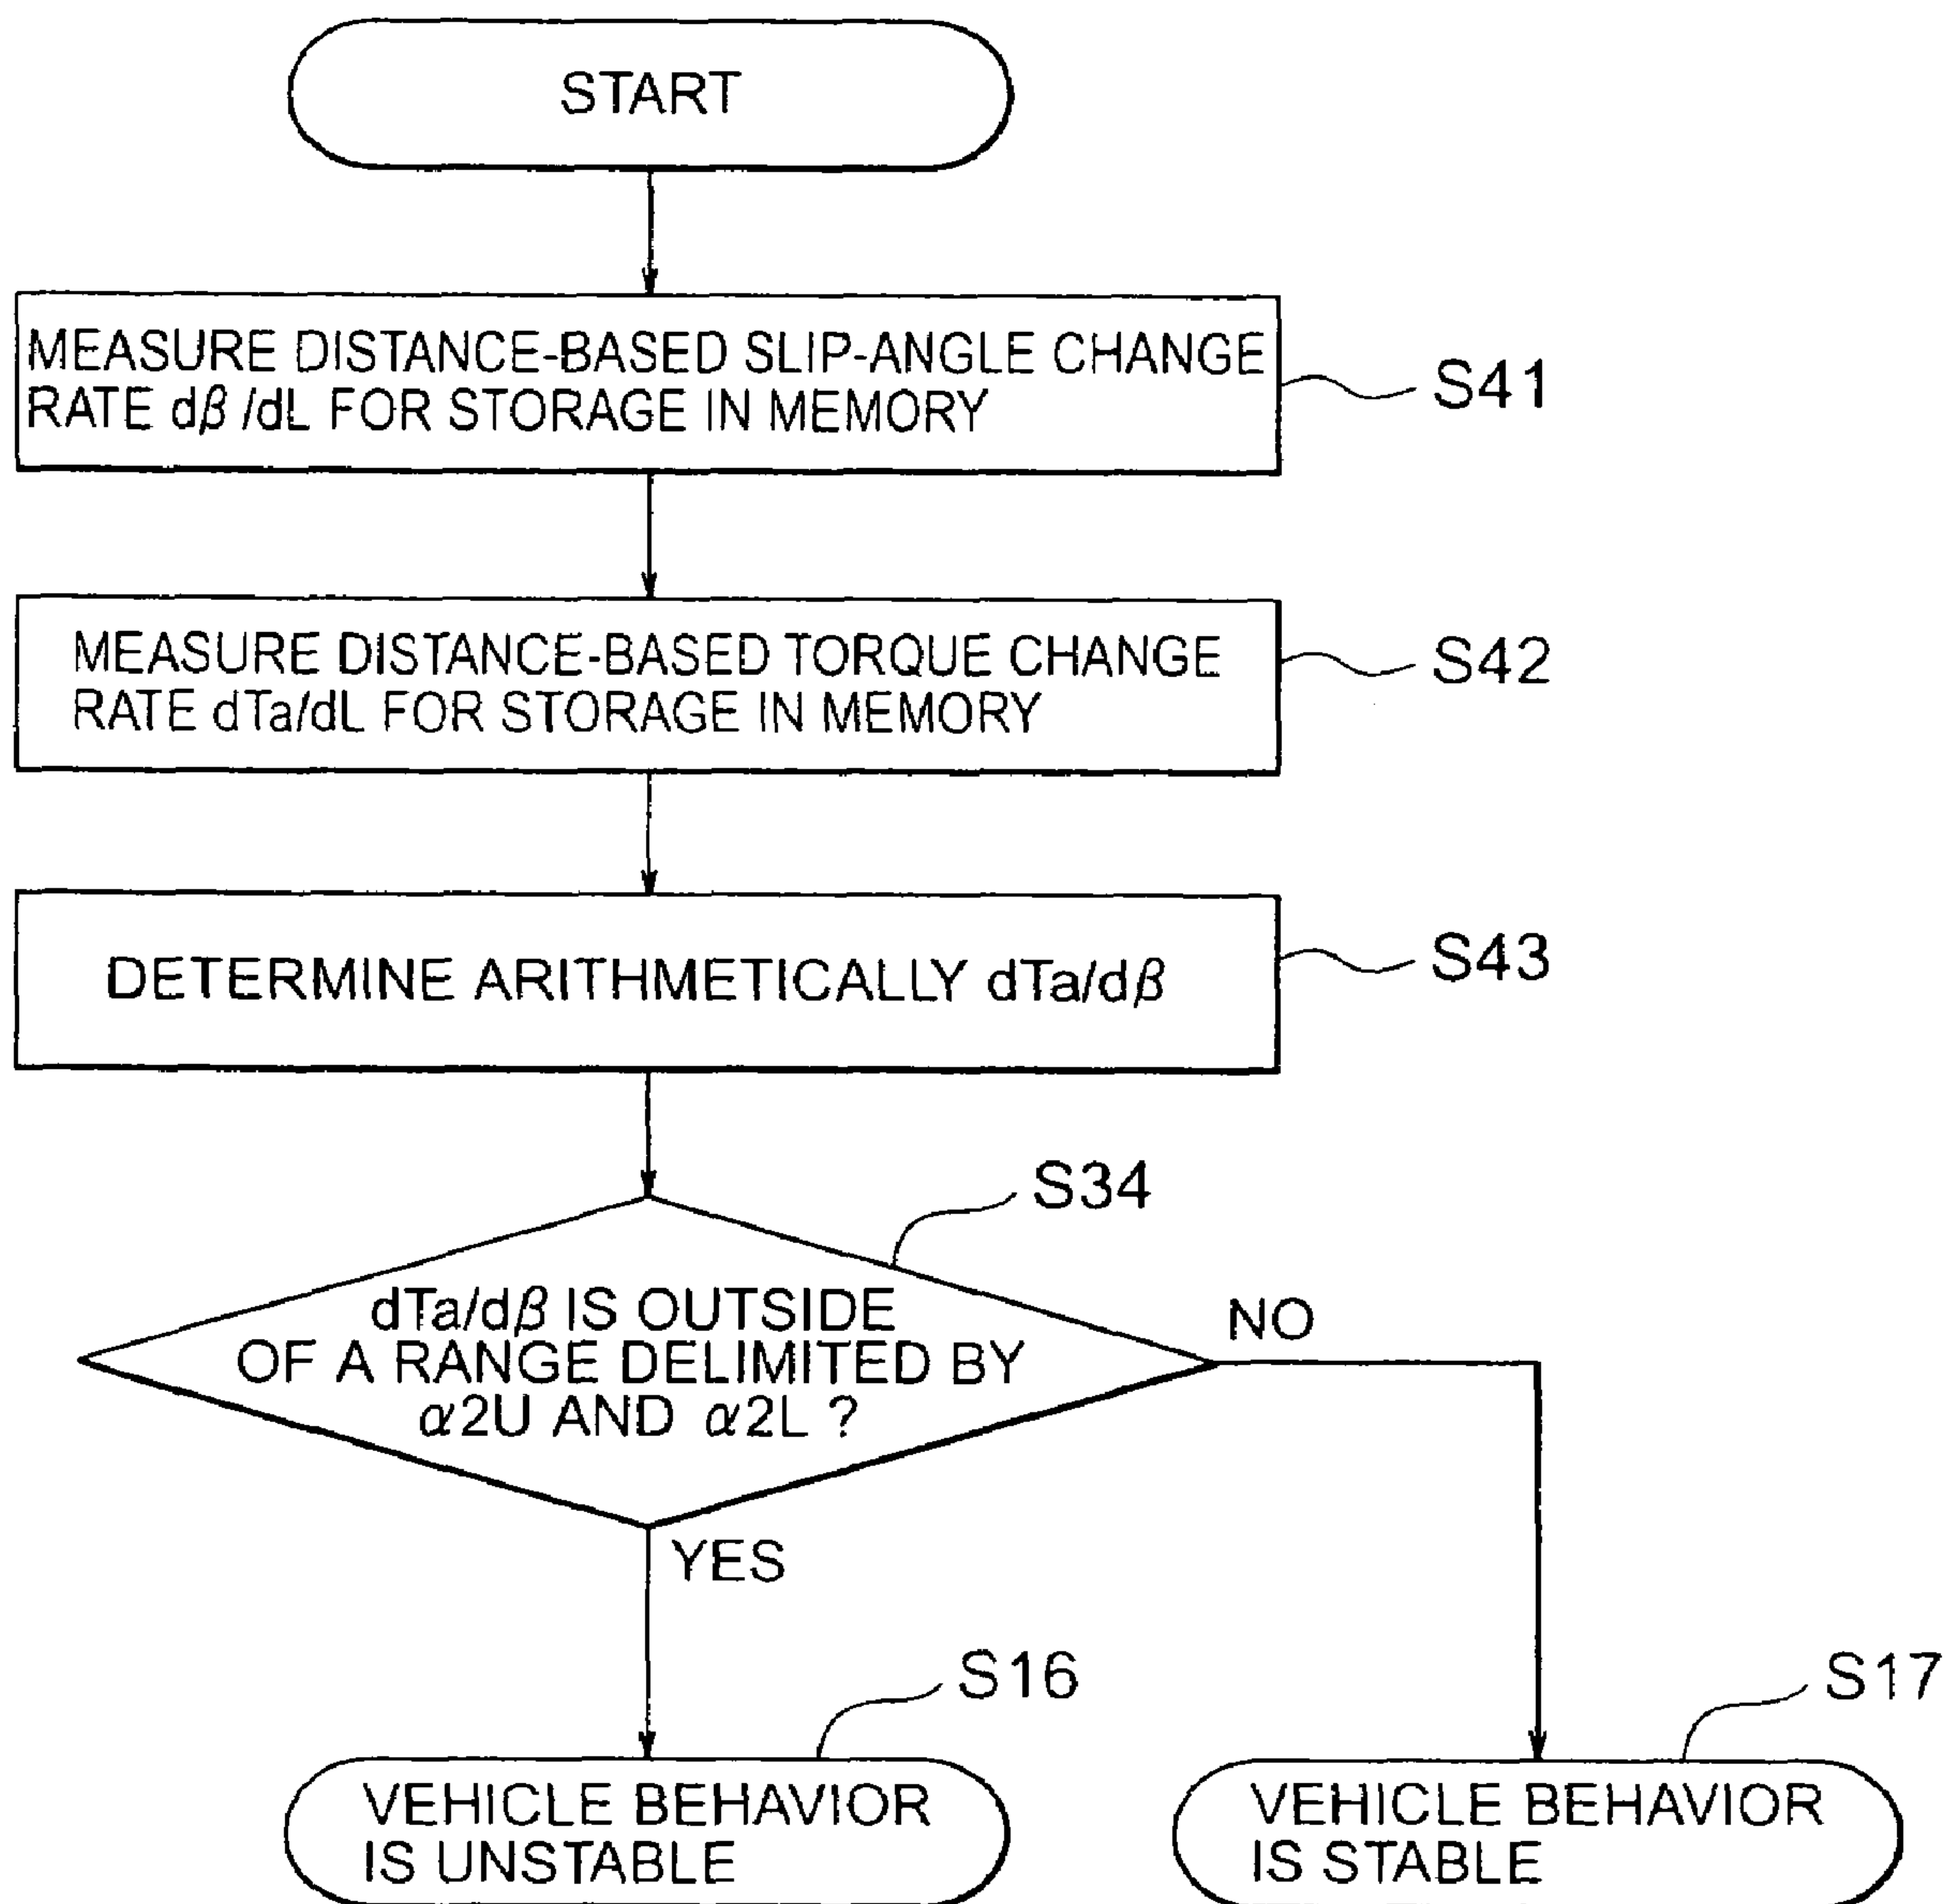 START
MEASURE DISTANCE-BASED SLIP-ANGLE CHANGE
RATE dβ/dL FOR STORAGE IN MEMORY
S41
MEASURE DISTANCE-BASED TORQUE CHANGE
RATE dTa/dL FOR STORAGE IN MEMORY
S42
DETERMINE ARITHMETICALLY dTa/dβ
S43
S34
dTa/dβ IS OUTSIDE
OF A RANGE DELIMITED BY
α2U AND α2L ?
NO
YES
S16
VEHICLE BEHAVIOR
IS UNSTABLE
S17
VEHICLE BEHAVIOR
IS STABLE